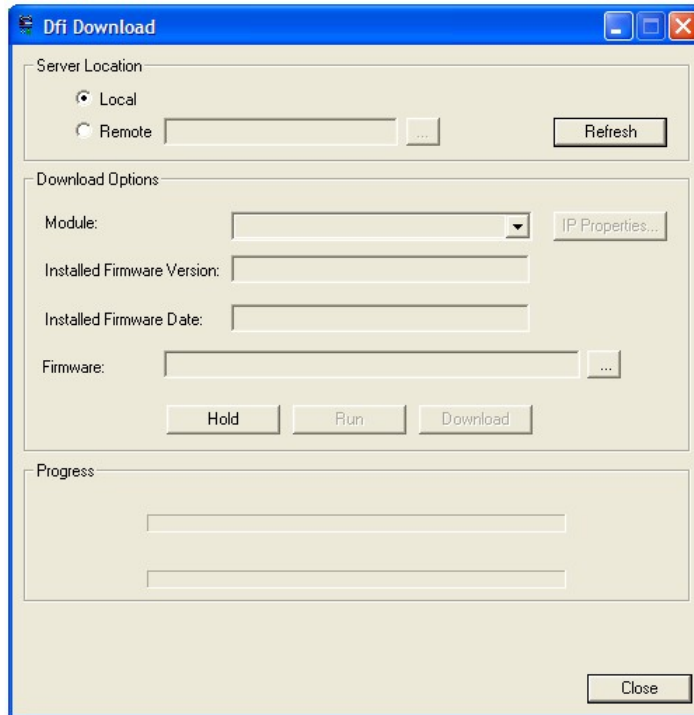 Dfi Download
Server Location
Local
Remote ... Refresh
Download Options
Module: IP Properties...
Installed Firmware Version:
Installed Firmware Date:
Firmware: ...
Hold Run Download
Progress
Close